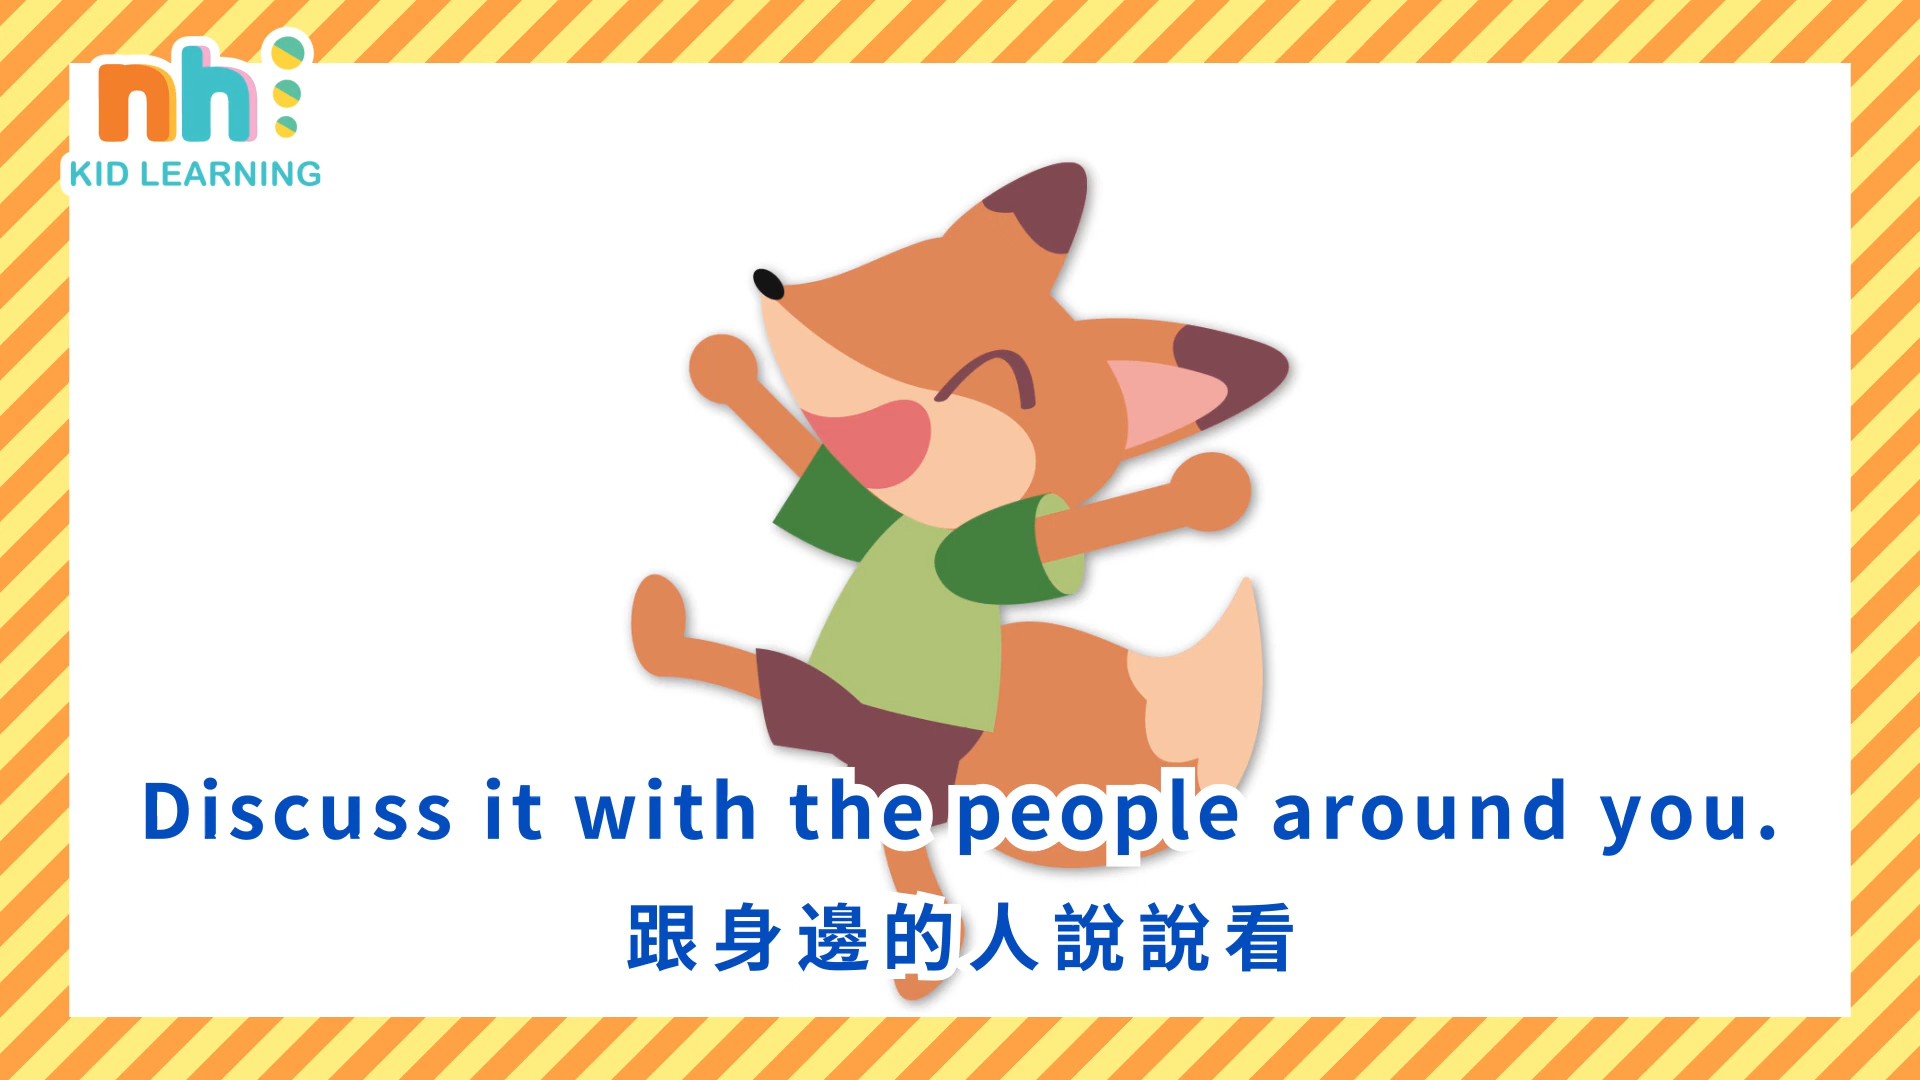 nh
KID LEARNING
Discuss it with the people around you.
跟身邊的人說說看